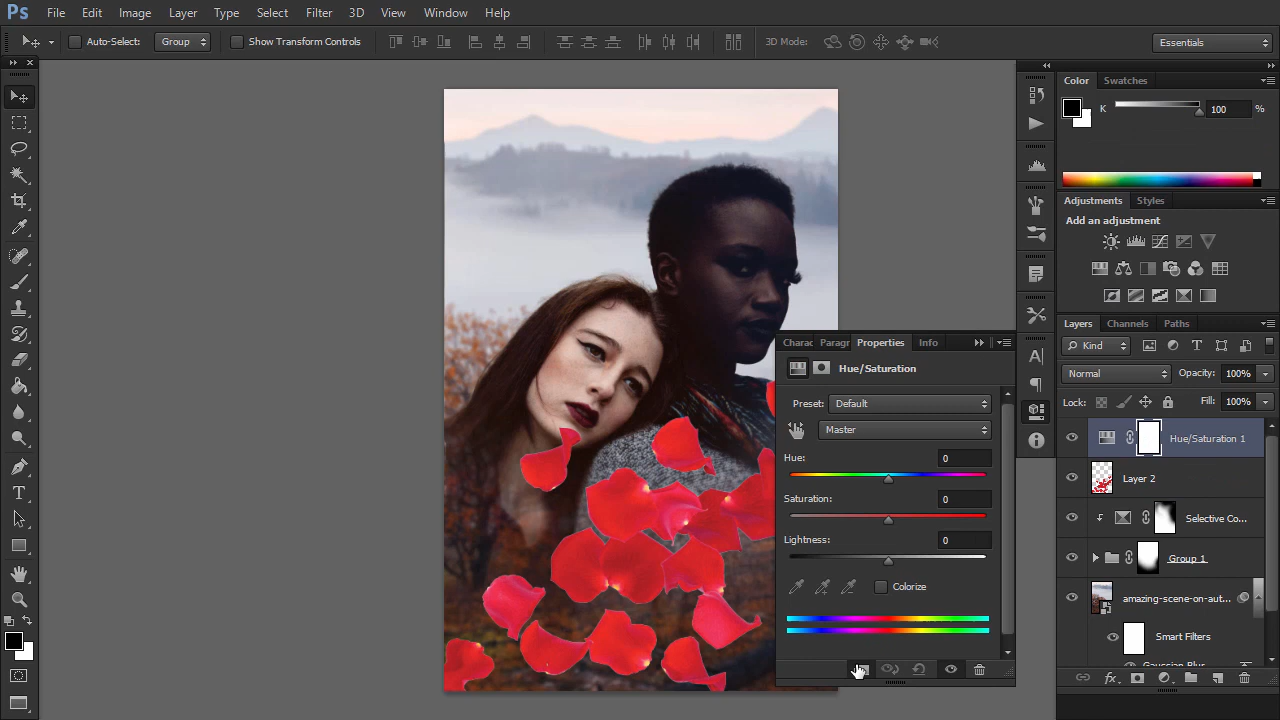 Ps File Edit Image Layer Type Select Filter 3D View Window Help
Auto-Select: Group Show Transform Controls 3D Mode: Essentials
Color Swatches
K 100 %
Adjustments Styles
Add an adjustment
Layers Channels Paths
Kind
Normal Opacity: 100%
Lock: Fill: 100%
Hue/Saturation 1
Layer 2
Selective Co...
Group 1
amazing-scene-on-aut...
Smart Filters
Gaussian Blur
Charac Paragr Properties Info
Hue/Saturation
Preset: Default
Master
Hue: 0
Saturation: 0
Lightness: 0
Colorize